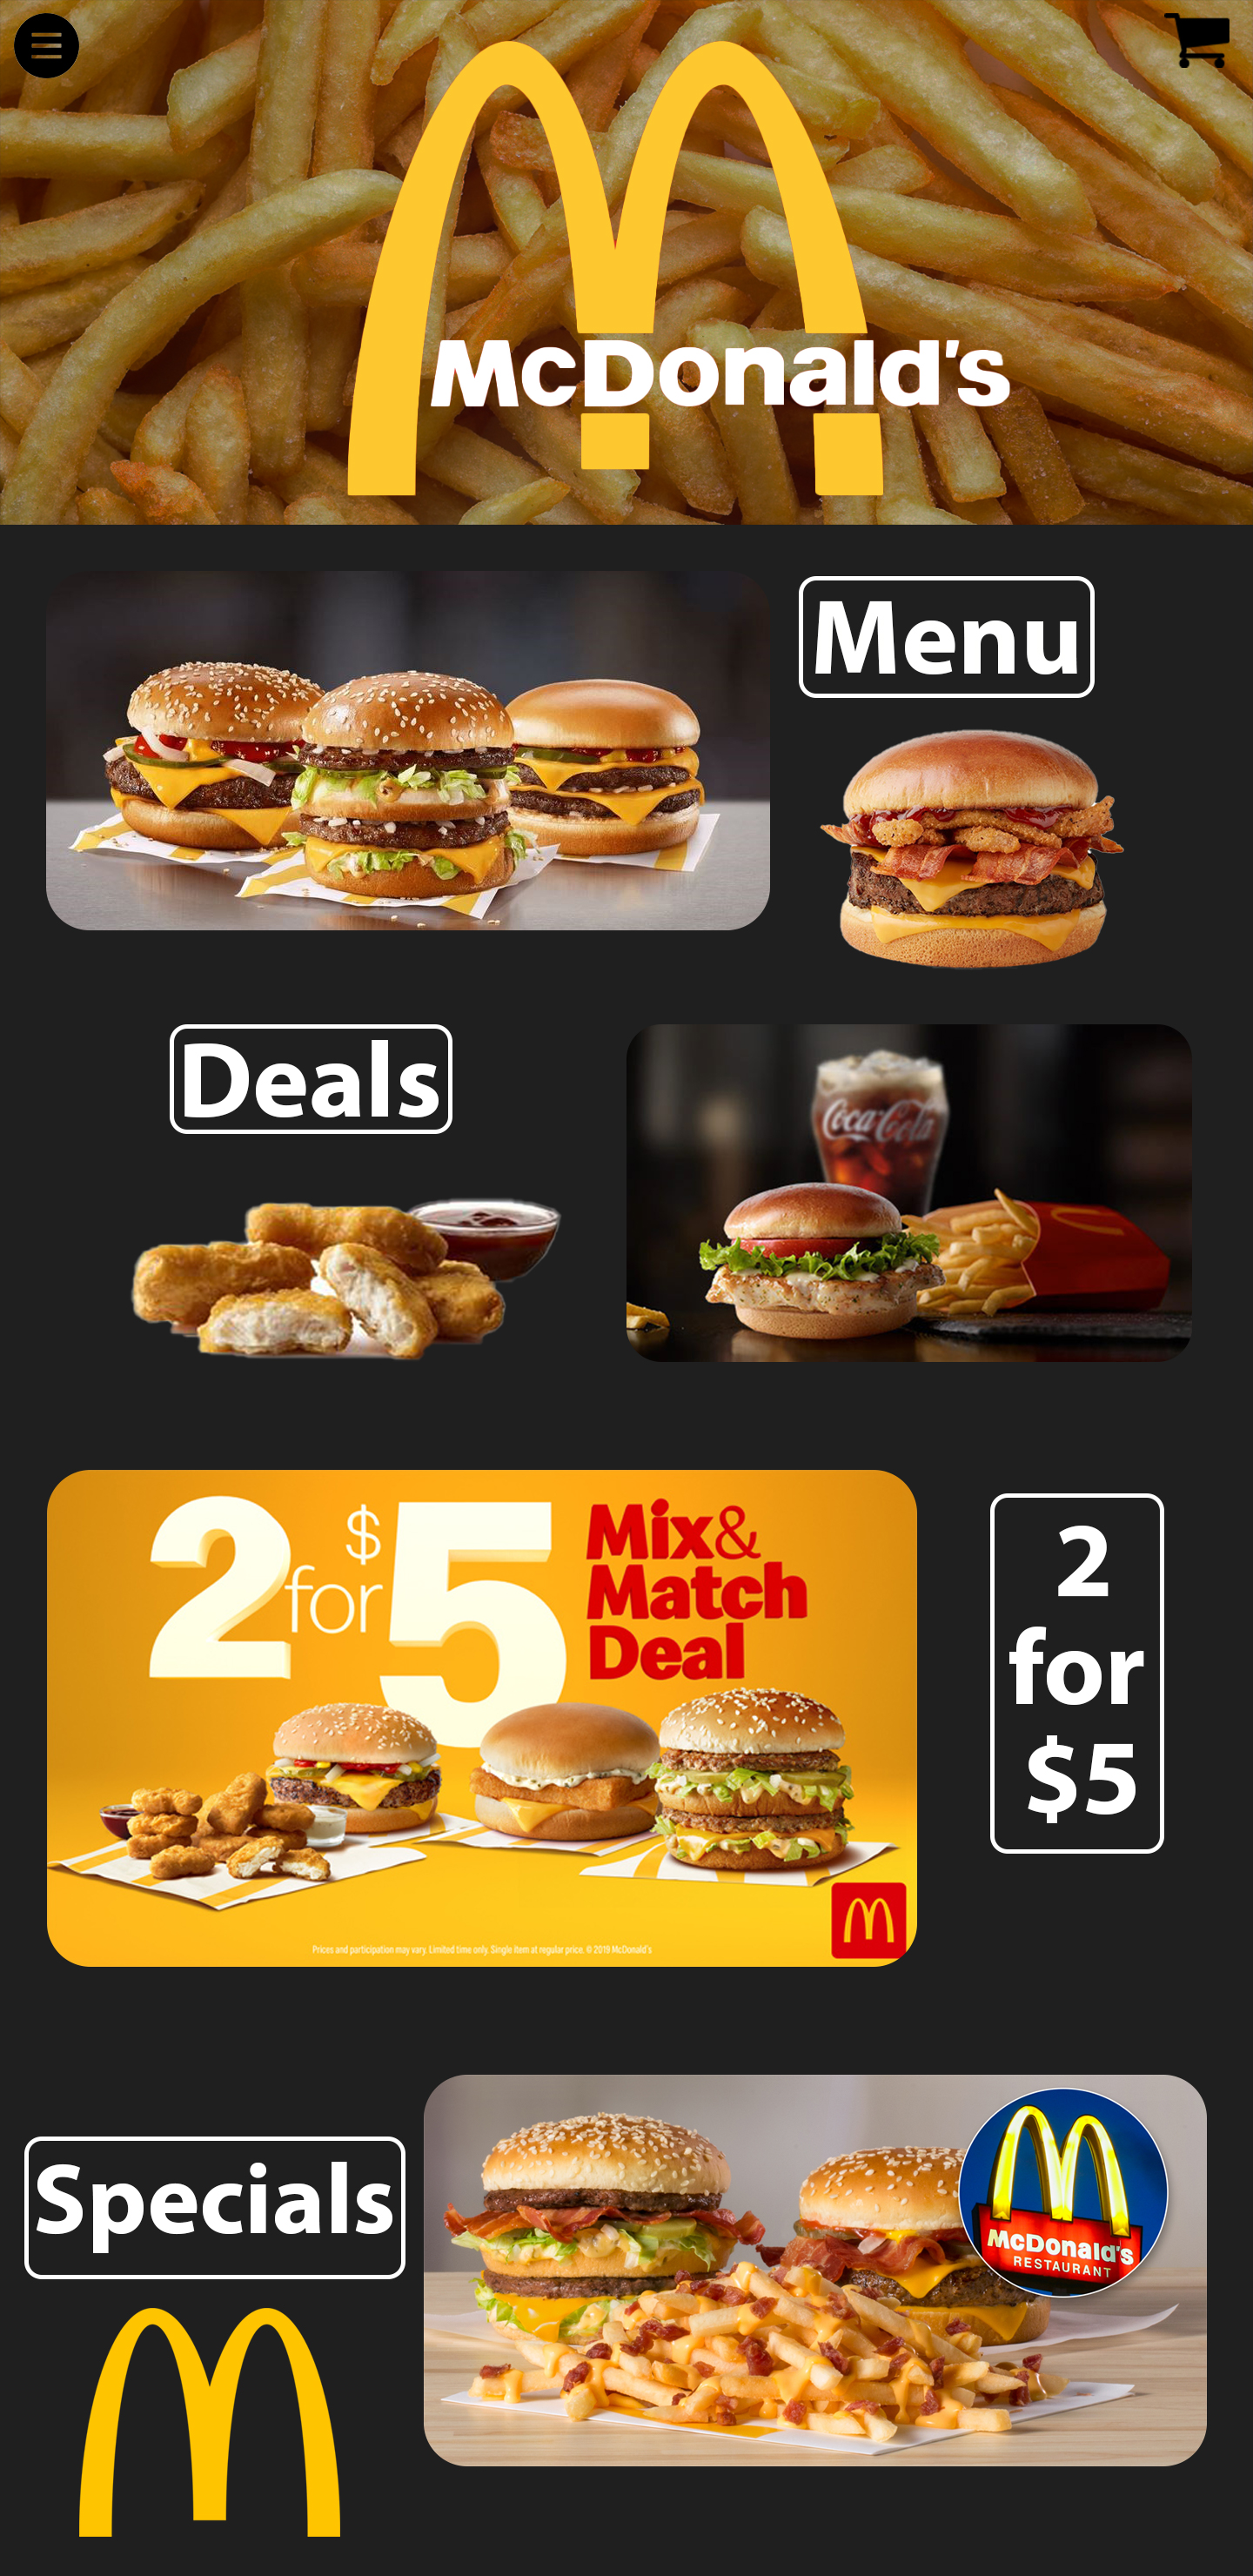 McDonald's
Menu
Deals
Coca-Cola
2 for $5
Mix&
Match
Deal
2
for
$5
Prices and participation may vary. Limited time only. Single item at regular price. © 2019 McDonald's
Specials
McDonald's
RESTAURANT